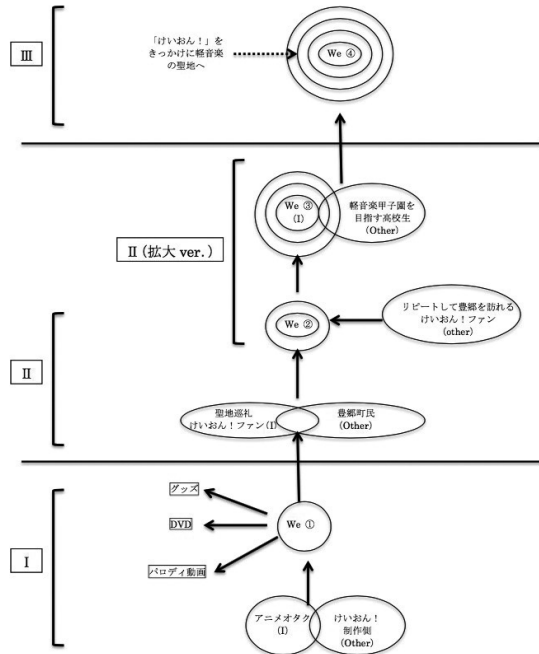 III
「けいおん！」を
きっかけに軽音楽
の聖地へ
We ④
II (拡大 ver.)
We ③
(I)
軽音楽甲子園を
目指す高校生
(Other)
We ②
リピートして豊郷を訪れる
けいおん！ファン
(other)
II
聖地巡礼
けいおん！ファン(I)
豊郷町民
(Other)
I
グッズ
DVD
パロディ動画
We ①
アニメオタク
(I)
けいおん！
制作側
(Other)